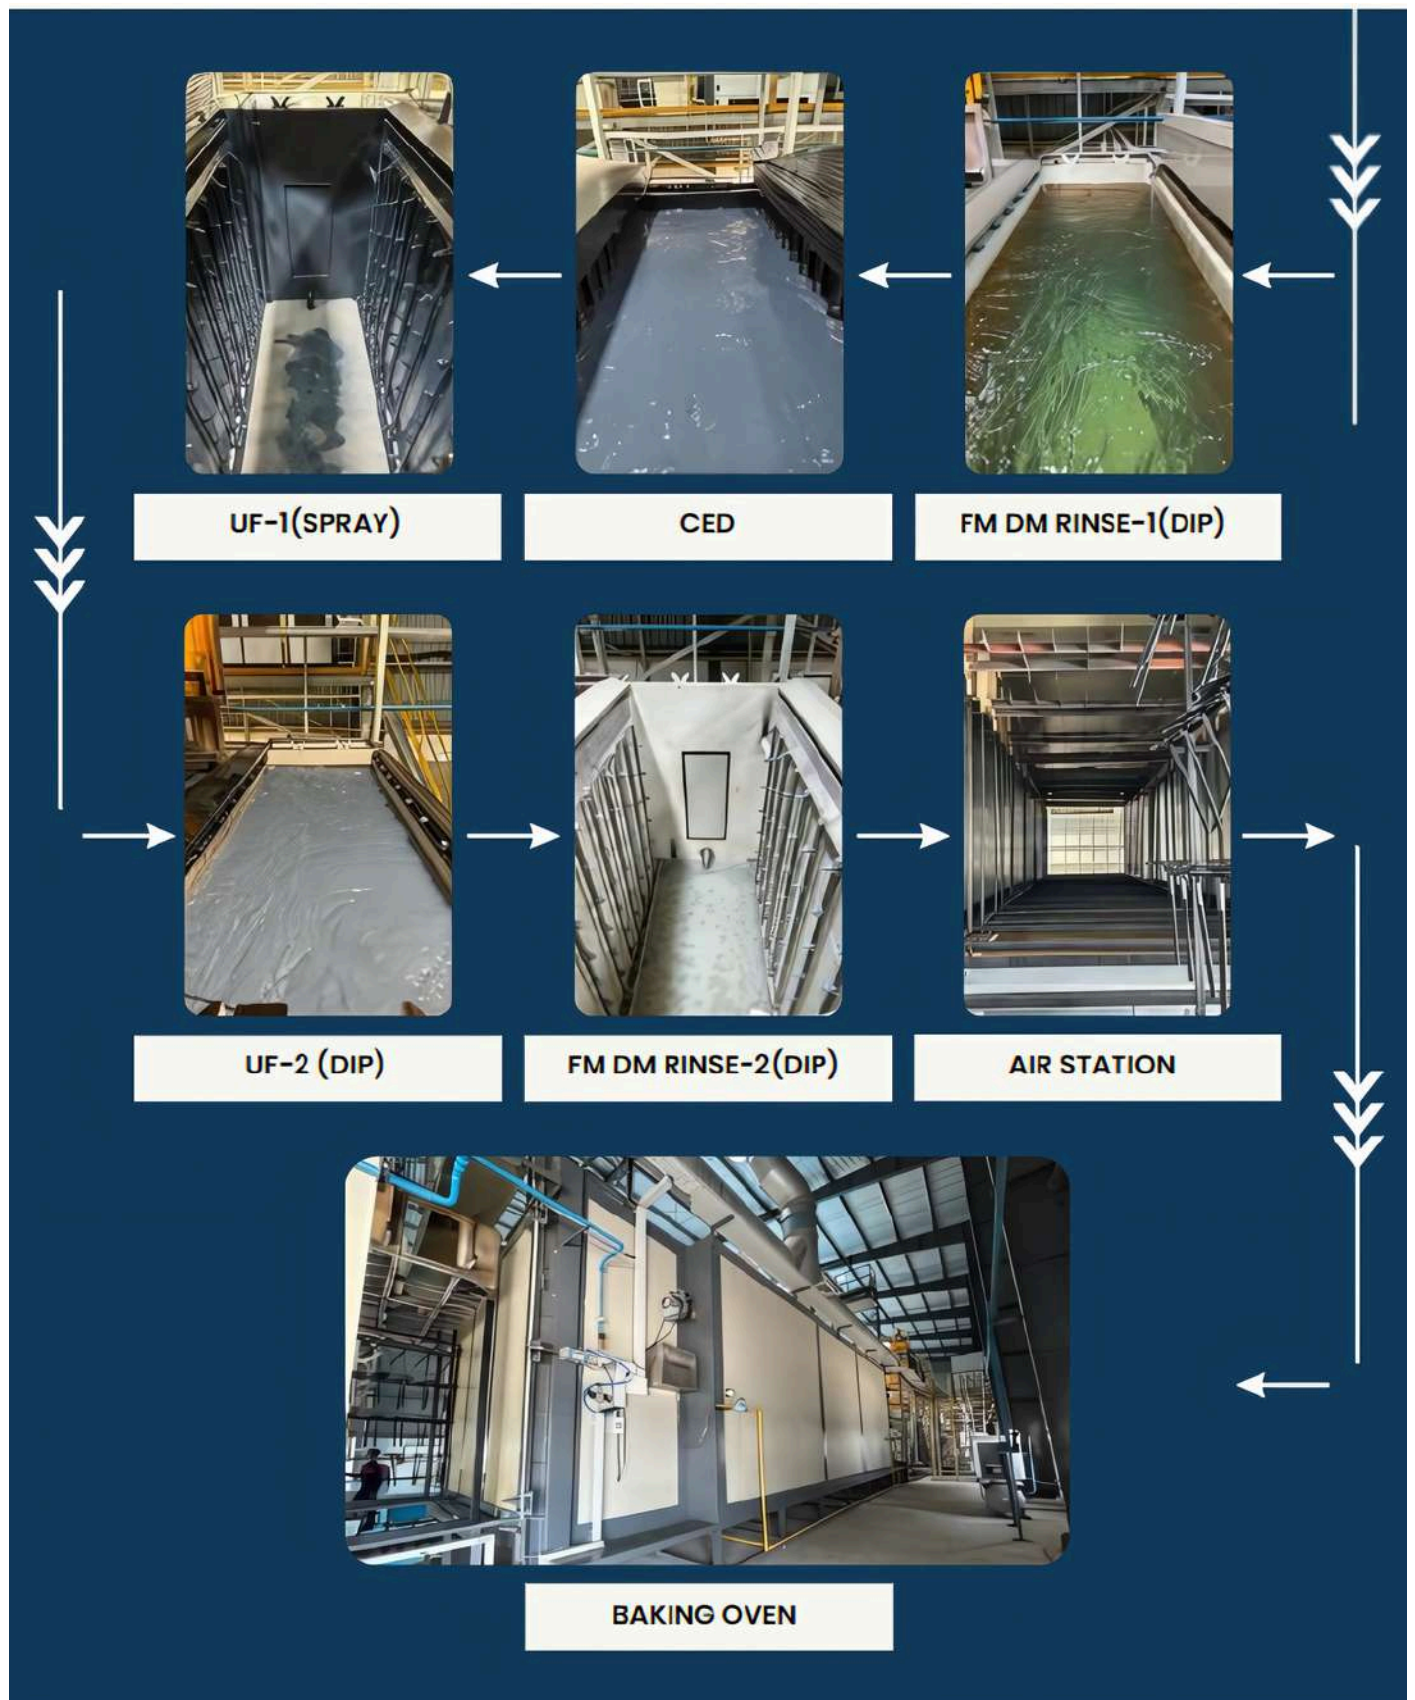 UF-1(SPRAY)
CED
FM DM RINSE-1(DIP)
UF-2 (DIP)
FM DM RINSE-2(DIP)
AIR STATION
BAKING OVEN